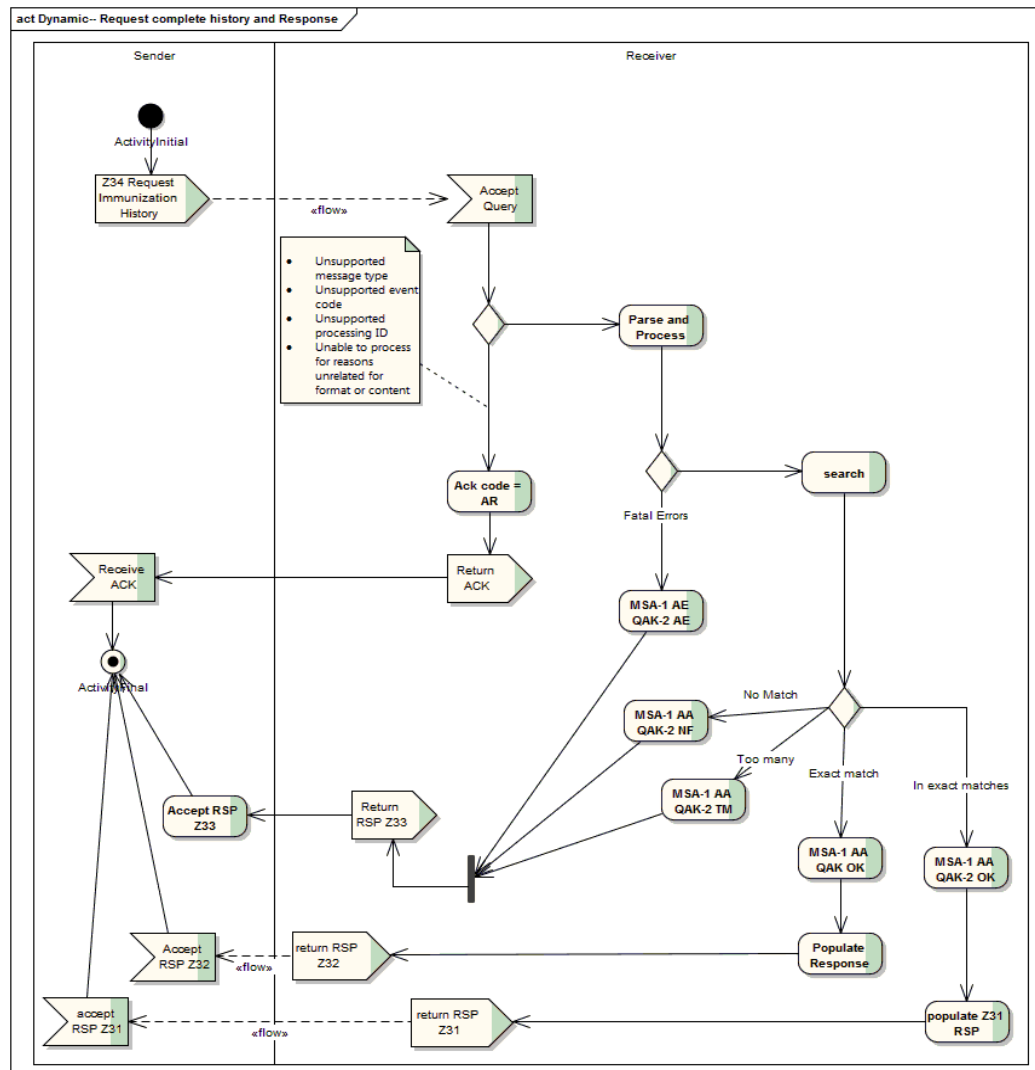 act Dynamic-- Request complete history and Response
Sender
Receiver
ActivityInitial
Z34 Request
Immunization
History
«flow»
Accept
Query
• Unsupported
message type
• Unsupported event
code
• Unsupported
processing ID
• Unable to process
for reasons
unrelated for
format or content
Parse and
Process
search
Ack code =
AR
Fatal Errors
Return
ACK
Receive
ACK
MSA-1 AE
QAK-2 AE
ActivityFinal
No Match
MSA-1 AA
QAK-2 NF
Too many
Exact match
In exact matches
MSA-1 AA
QAK-2 TM
Accept RSP
Z33
Return
RSP Z33
MSA-1 AA
QAK OK
MSA-1 AA
QAK-2 OK
Accept
RSP Z32
«flow»
return RSP
Z32
Populate
Response
accept
RSP Z31
«flow»
return RSP
Z31
populate Z31
RSP